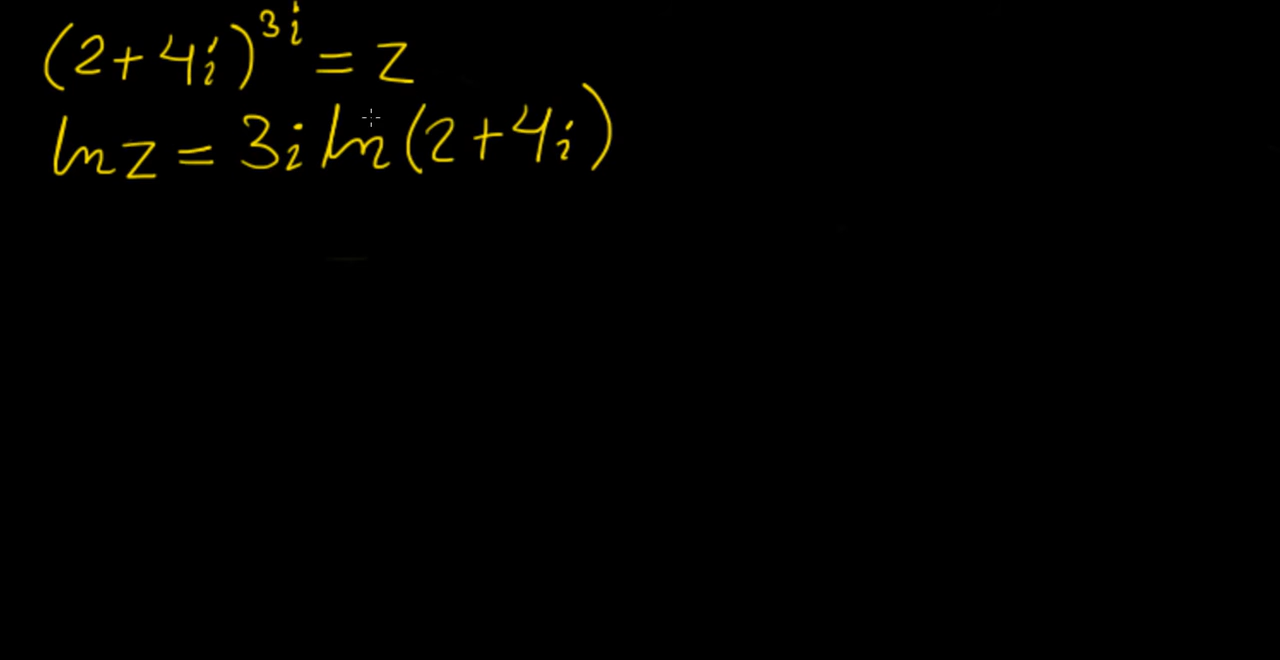 (2+4i)^{3i} = z
ln z = 3i ln(2+4i)